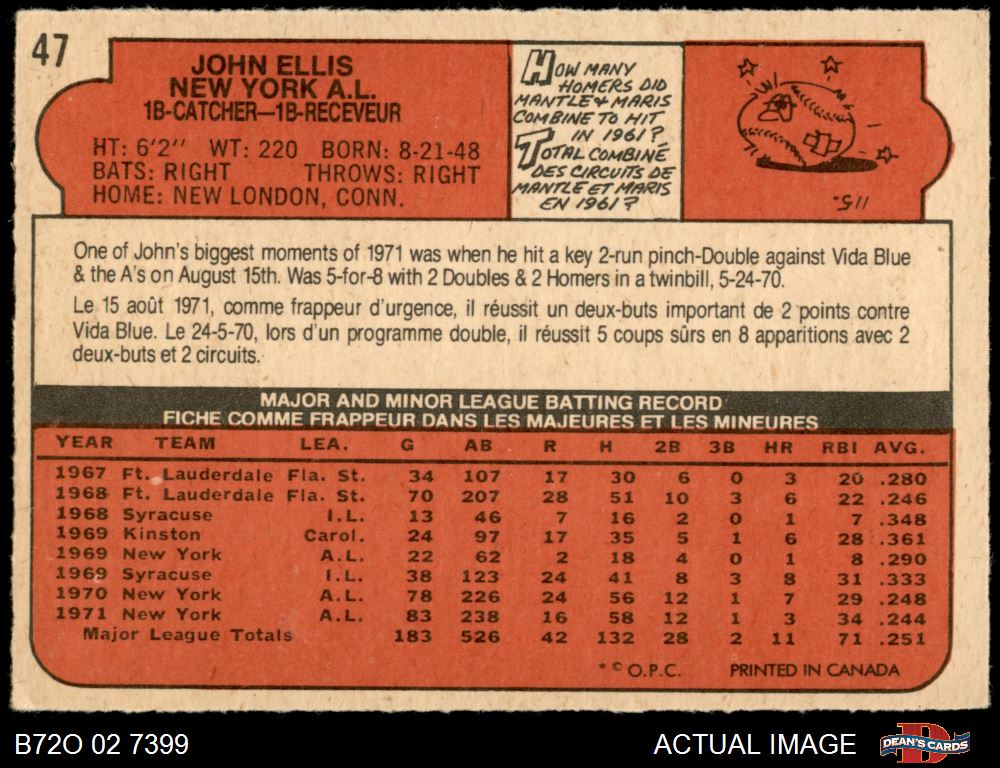 47
JOHN ELLIS
NEW YORK A.L.
1B-CATCHER—1B-RECEVEUR
HT: 6'2" WT: 220 BORN: 8-21-48
BATS: RIGHT THROWS: RIGHT
HOME: NEW LONDON, CONN.
HOW MANY
HOMERS DID
MANTLE & MARIS
COMBINE TO HIT
IN 1961?
TOTAL COMBINÉ
DES CIRCUITS DE
MANTLE ET MARIS
EN 1961?
115.
One of John's biggest moments of 1971 was when he hit a key 2-run pinch-Double against Vida Blue
& the A's on August 15th. Was 5-for-8 with 2 Doubles & 2 Homers in a twinbill, 5-24-70.
Le 15 août 1971, comme frappeur d'urgence, il réussit un deux-buts important de 2 points contre
Vida Blue. Le 24-5-70, lors d'un programme double, il réussit 5 coups sûrs en 8 apparitions avec 2
deux-buts et 2 circuits.
MAJOR AND MINOR LEAGUE BATTING RECORD
FICHE COMME FRAPPEUR DANS LES MAJEURES ET LES MINEURES
YEAR TEAM LEA. G AB R H 2B 3B HR RBI AVG.
1967 Ft. Lauderdale Fla. St. 34 107 17 30 6 0 3 20 .280
1968 Ft. Lauderdale Fla. St. 70 207 28 51 10 3 6 22 .246
1968 Syracuse I.L. 13 46 7 16 2 0 1 7 .348
1969 Kinston Carol. 24 97 17 35 5 1 6 28 .361
1969 New York A.L. 22 62 2 18 4 0 1 8 .290
1969 Syracuse I.L. 38 123 24 41 8 3 8 31 .333
1970 New York A.L. 78 226 24 56 12 1 7 29 .248
1971 New York A.L. 83 238 16 58 12 1 3 34 .244
Major League Totals 183 526 42 132 28 2 11 71 .251
* © O.P.C. PRINTED IN CANADA
B72O 02 7399 ACTUAL IMAGE DEAN'S CARDS